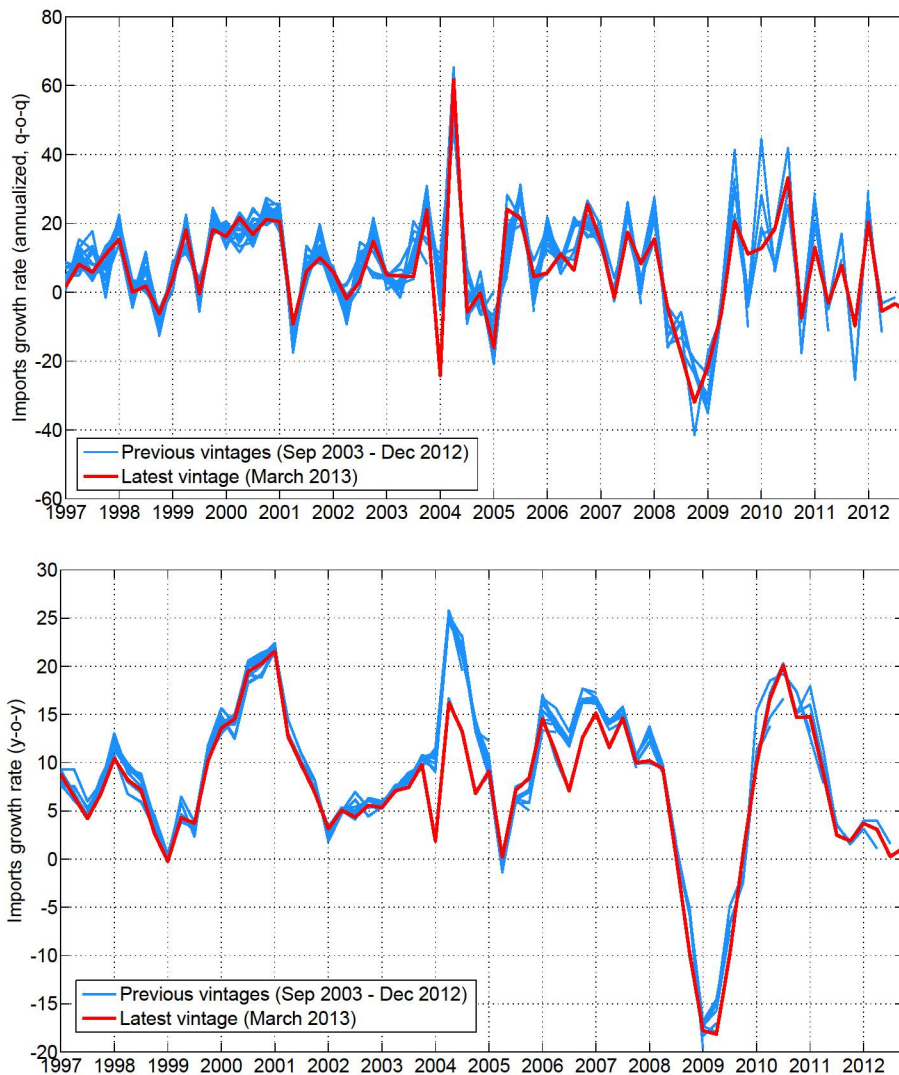 80
60
40
20
0
-20
-40
-60
Imports growth rate (annualized, q-o-q)
Previous vintages (Sep 2003 - Dec 2012)
Latest vintage (March 2013)
1997 1998 1999 2000 2001 2002 2003 2004 2005 2006 2007 2008 2009 2010 2011 2012
30
25
20
15
10
5
0
-5
-10
-15
-20
Imports growth rate (y-o-y)
Previous vintages (Sep 2003 - Dec 2012)
Latest vintage (March 2013)
1997 1998 1999 2000 2001 2002 2003 2004 2005 2006 2007 2008 2009 2010 2011 2012